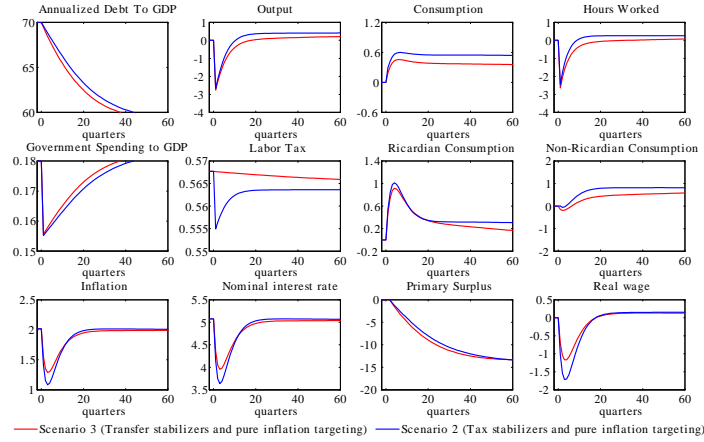 Annualized Debt To GDP Output Consumption Hours Worked
70 1 1.2 1
0 0
65 -1 0.6 -1
-2 0 -2
-3 -3
60 -4 -0.6 -4
0 20 40 60 0 20 40 60 0 20 40 60 0 20 40 60
quarters quarters quarters quarters
Government Spending to GDP Labor Tax Ricardian Consumption Non-Ricardian Consumption
0.18 0.57 1.8 2
0.17 0.565 1.4 1
1
0.16 0.56 0.6 0
0.555 0.2 -1
0.15 0.55 -0.2 -2
0 20 40 60 0 20 40 60 0 20 40 60 0 20 40 60
quarters quarters quarters quarters
Inflation Nominal interest rate Primary Surplus Real wage
2.5 5.5 0 0.5
5 -5 0
2 4.5 -10 -0.5
1.5 4 -15 -1
3.5 -1.5
1 3 -20 -2
0 20 40 60 0 20 40 60 0 20 40 60 0 20 40 60
quarters quarters quarters quarters
Scenario 3 (Transfer stabilizers and pure inflation targeting) Scenario 2 (Tax stabilizers and pure inflation targeting)